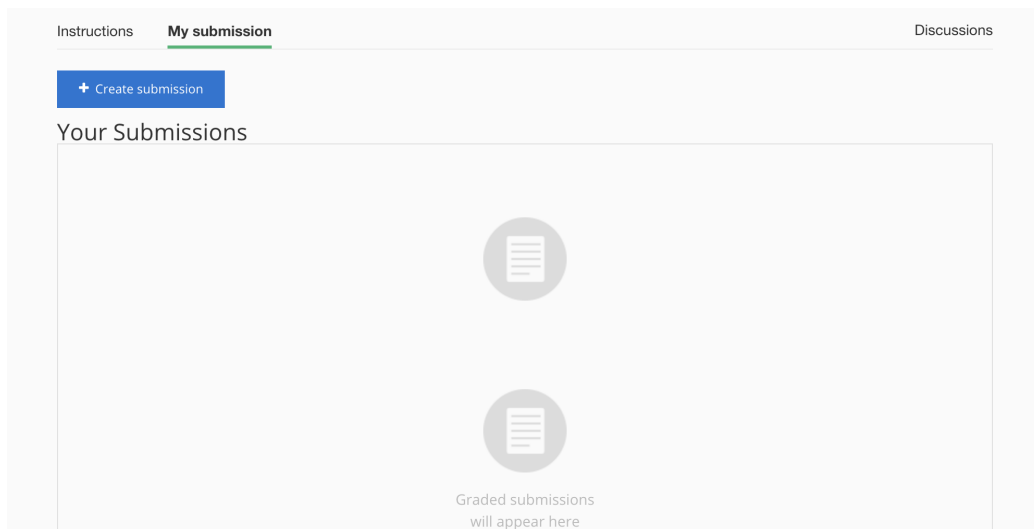 Instructions My submission Discussions
+ Create submission
Your Submissions
Graded submissions
will appear here